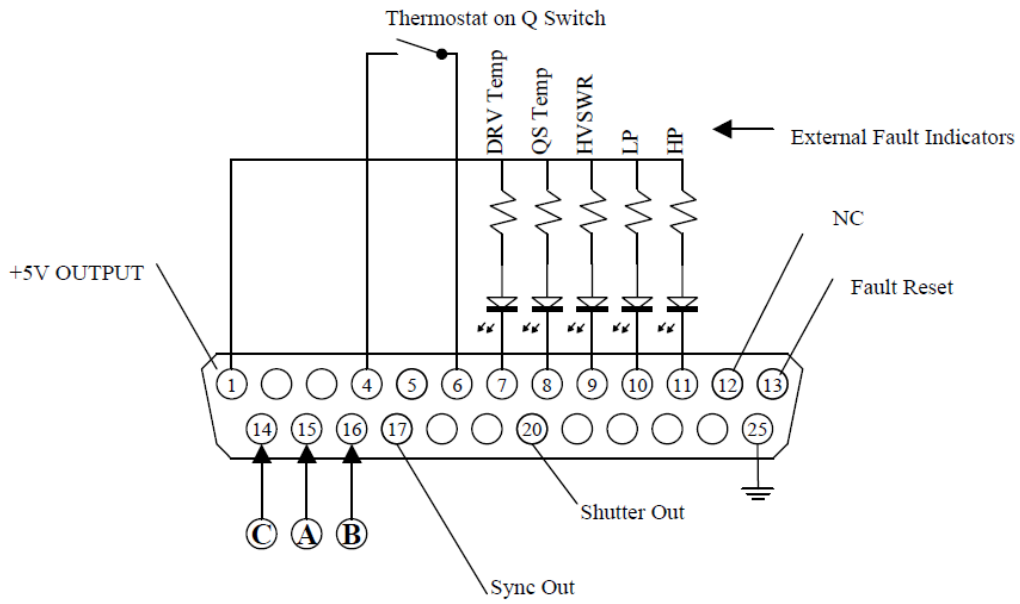 Thermostat on Q Switch
DRV Temp
QS Temp
HVSWR
LP
HP
External Fault Indicators
NC
+5V OUTPUT
Fault Reset
1 4 5 6 7 8 9 10 11 12 13
14 15 16 17 20 25
C A B
Shutter Out
Sync Out